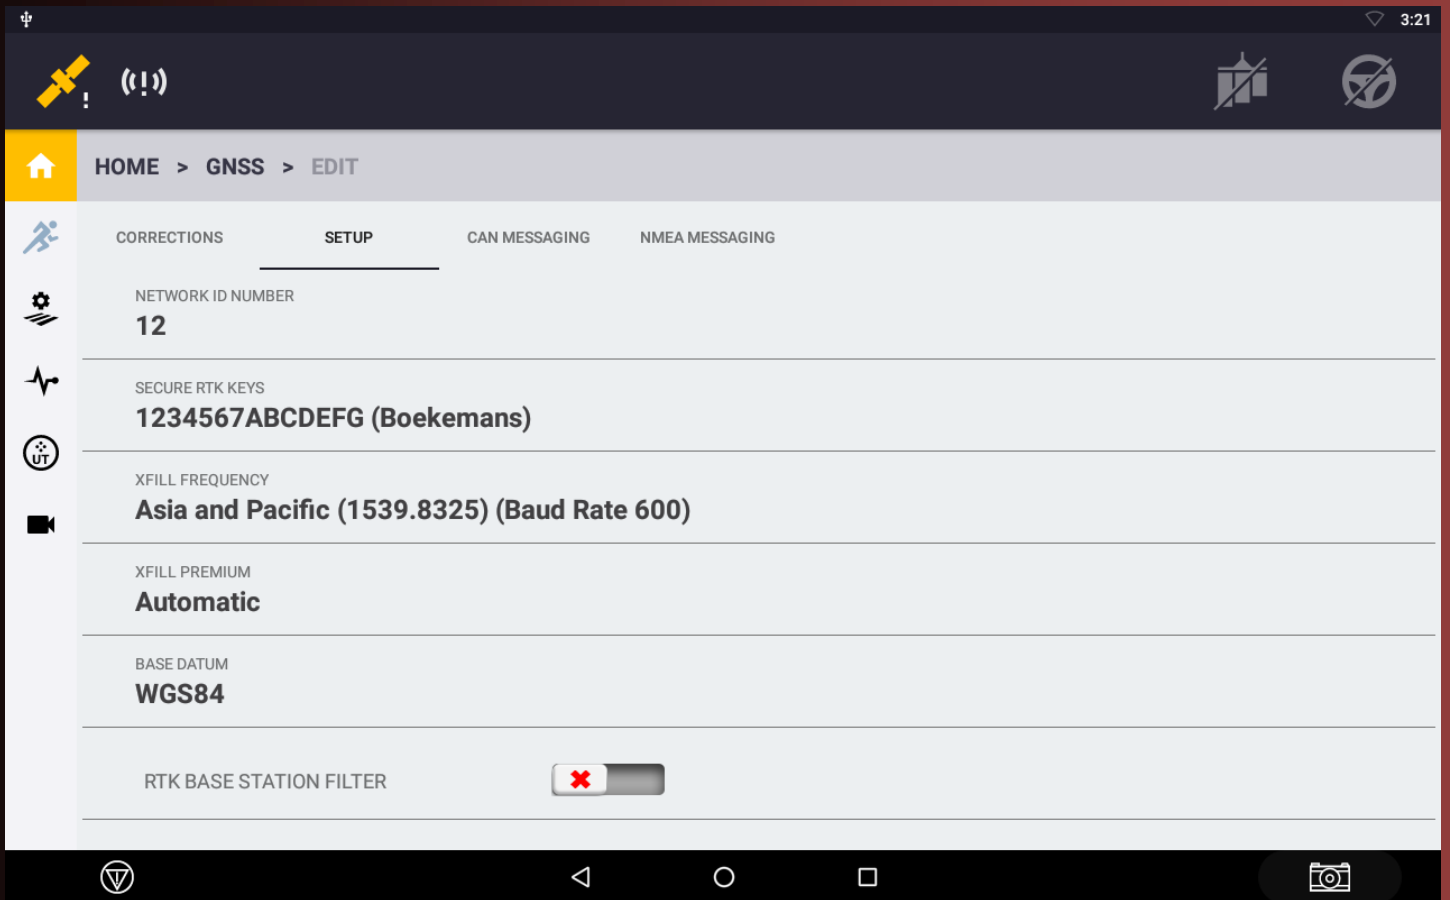 3:21
HOME > GNSS > EDIT
CORRECTIONS SETUP CAN MESSAGING NMEA MESSAGING
NETWORK ID NUMBER
12
SECURE RTK KEYS
1234567ABCDEFG (Boekemans)
XFILL FREQUENCY
Asia and Pacific (1539.8325) (Baud Rate 600)
XFILL PREMIUM
Automatic
BASE DATUM
WGS84
RTK BASE STATION FILTER
UT